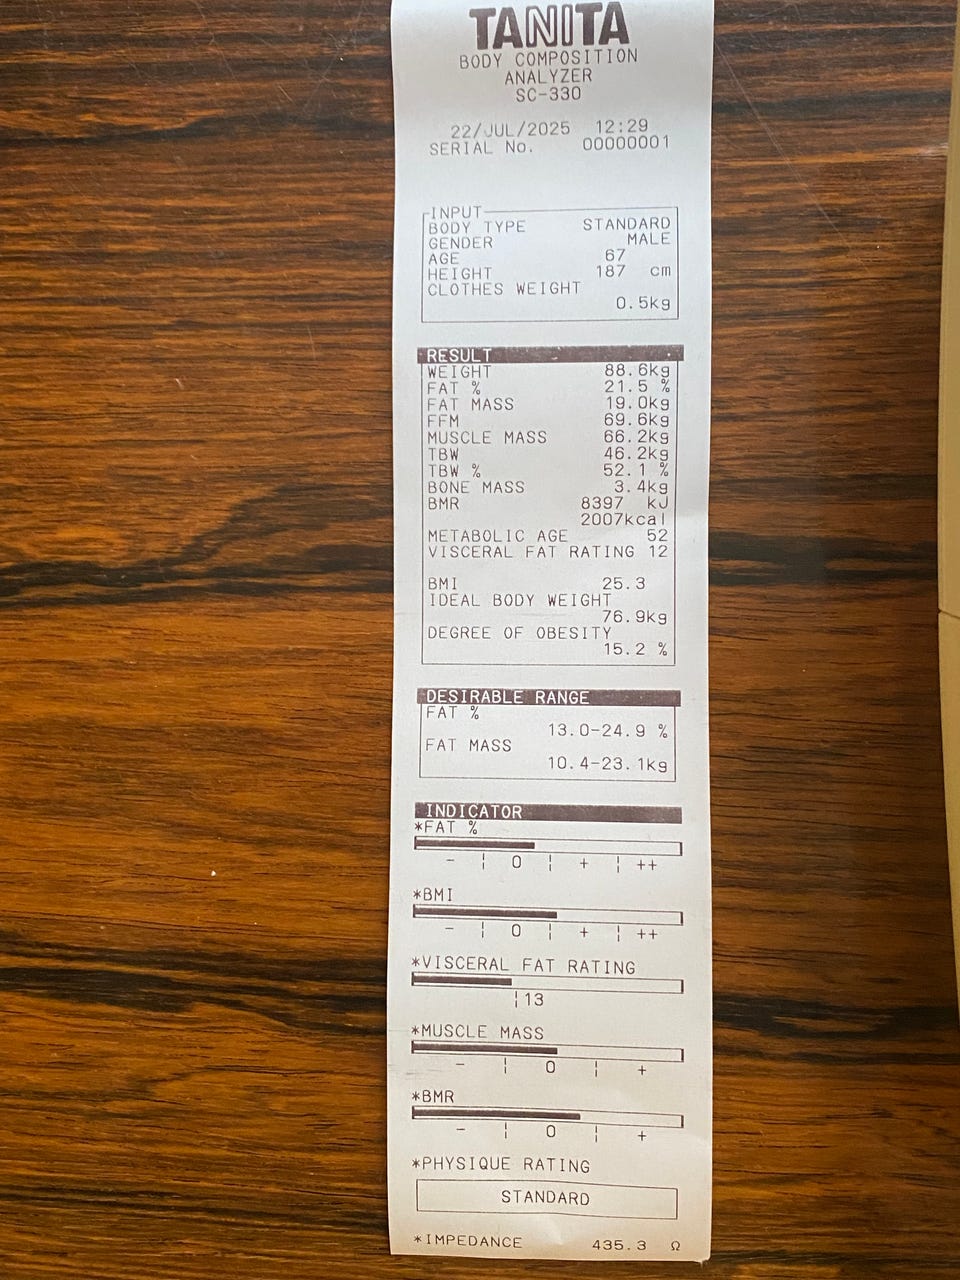 TANITA
BODY COMPOSITION
ANALYZER
SC-330
22/JUL/2025 12:29
SERIAL No. 00000001
INPUT
BODY TYPE STANDARD
GENDER MALE
AGE 67
HEIGHT 187 cm
CLOTHES WEIGHT
0.5kg
RESULT
WEIGHT 88.6kg
FAT % 21.5 %
FAT MASS 19.0kg
FFM 69.6kg
MUSCLE MASS 66.2kg
TBW 46.2kg
TBW % 52.1 %
BONE MASS 3.4kg
BMR 8397 kJ
2007kcal
METABOLIC AGE 52
VISCERAL FAT RATING 12
BMI 25.3
IDEAL BODY WEIGHT
76.9kg
DEGREE OF OBESITY
15.2 %
DESIRABLE RANGE
FAT %
13.0-24.9 %
FAT MASS
10.4-23.1kg
INDICATOR
*FAT %
- ¦ 0 ¦ + ¦ ++
*BMI
- ¦ 0 ¦ + ¦ ++
*VISCERAL FAT RATING
¦13
*MUSCLE MASS
- ¦ 0 ¦ +
*BMR
- ¦ 0 ¦ +
*PHYSIQUE RATING
STANDARD
*IMPEDANCE 435.3 Ω